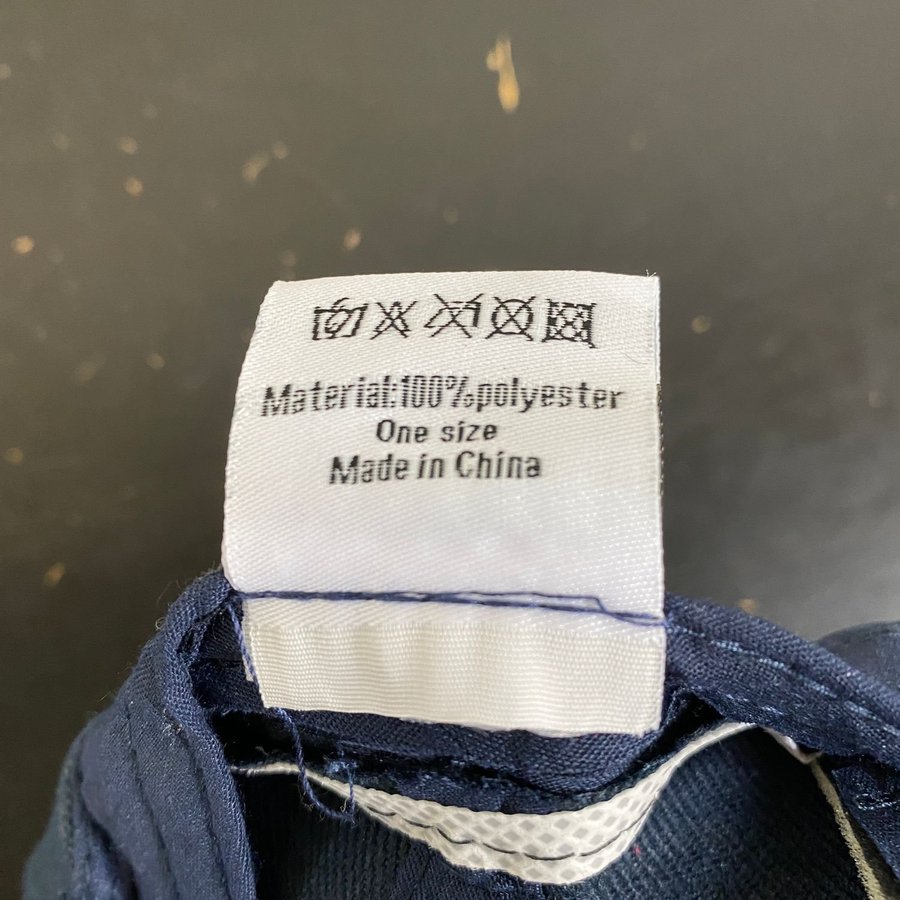 Material:100%polyester
One size
Made in China